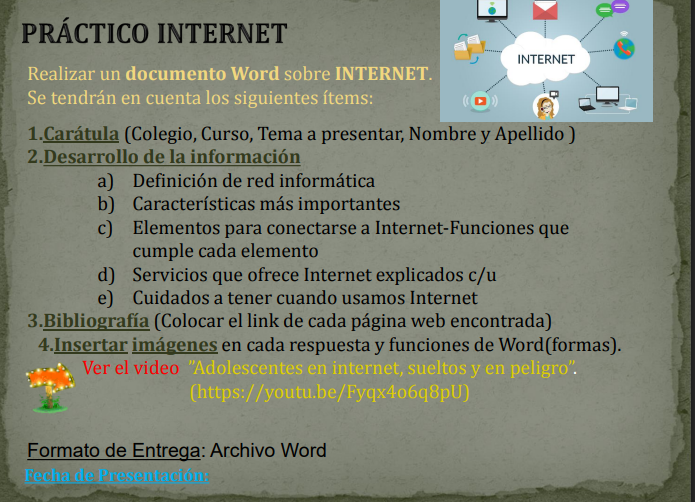 PRÁCTICO INTERNET
INTERNET
Realizar un documento Word sobre INTERNET.
Se tendrán en cuenta los siguientes ítems:
1.Carátula (Colegio, Curso, Tema a presentar, Nombre y Apellido )
2.Desarrollo de la información
a) Definición de red informática
b) Características más importantes
c) Elementos para conectarse a Internet-Funciones que
cumple cada elemento
d) Servicios que ofrece Internet explicados c/u
e) Cuidados a tener cuando usamos Internet
3.Bibliografía (Colocar el link de cada página web encontrada)
4.Insertar imágenes en cada respuesta y funciones de Word(formas).
Ver el video "Adolescentes en internet, sueltos y en peligro".
(https://youtu.be/Fyqx4o6q8pU)
Formato de Entrega: Archivo Word
Fecha de Presentación: